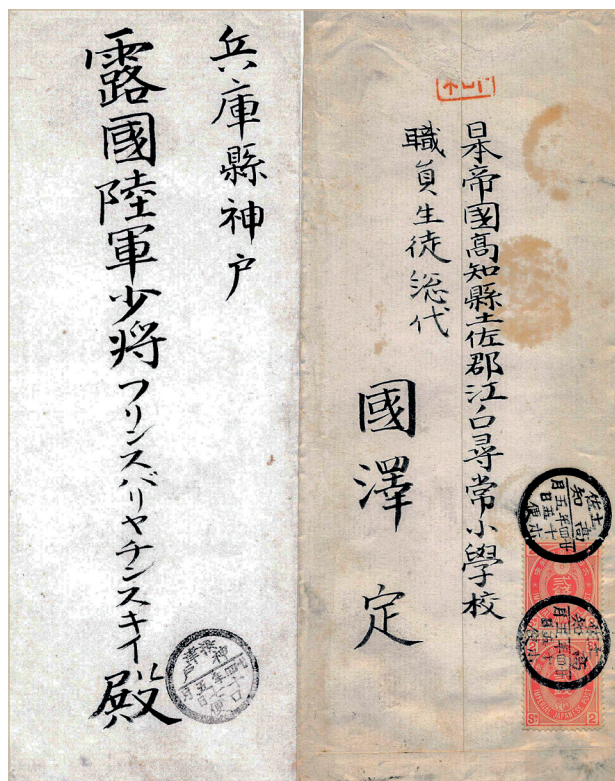 兵庫縣神戸
露國陸軍少将フリンスバリヤチンスキイ殿
日本帝國髙知縣土佐郡江口尋常小學校
職員生徒総代
國澤定